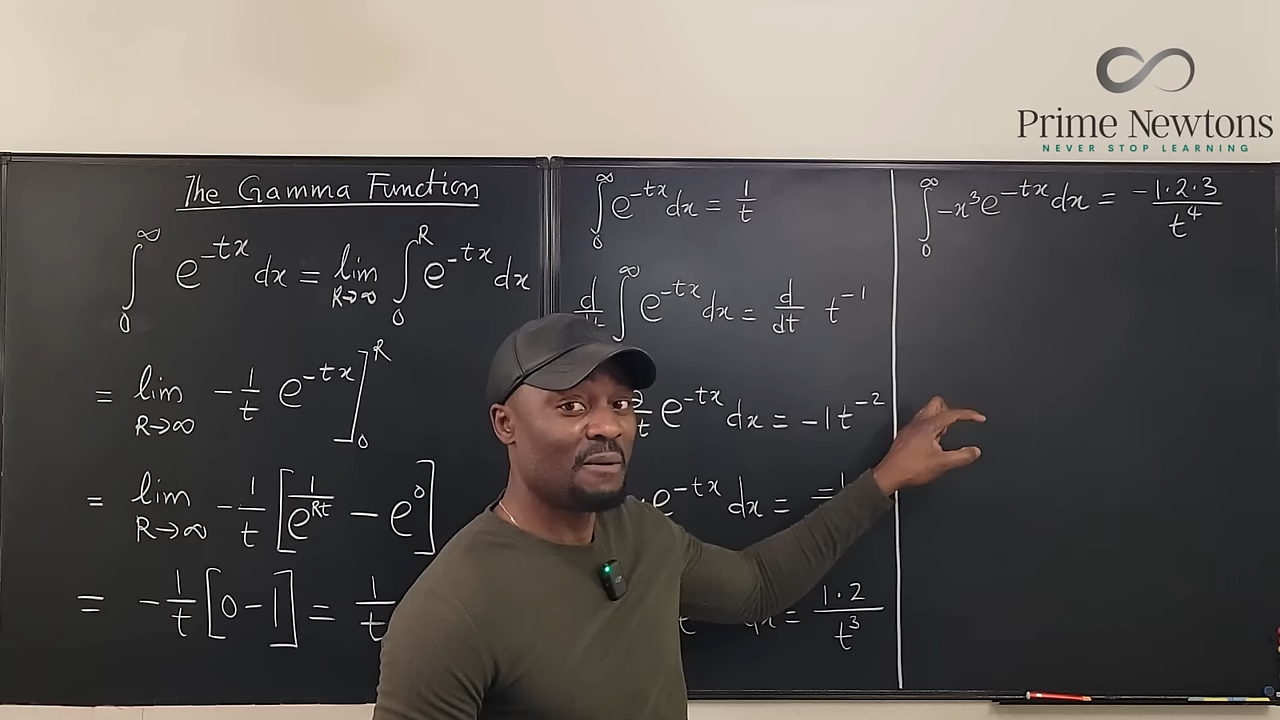 Prime Newtons
NEVER STOP LEARNING
The Gamma Function
∫₀^∞ e^{-tx} dx = lim_{R→∞} ∫₀^R e^{-tx} dx
= lim_{R→∞} -1/t e^{-tx} ]₀^R
= lim_{R→∞} -1/t [1/e^{Rt} - e^0]
= -1/t [0-1] = 1/t
∫₀^∞ e^{-tx} dx = 1/t
d/dt ∫₀^∞ e^{-tx} dx = d/dt t^{-1}
e^{-tx} dx = -1t^{-2}
e^{-tx} dx =
dx = 1·2/t^3
∫₀^∞ -x^3 e^{-tx} dx = -1·2·3/t^4